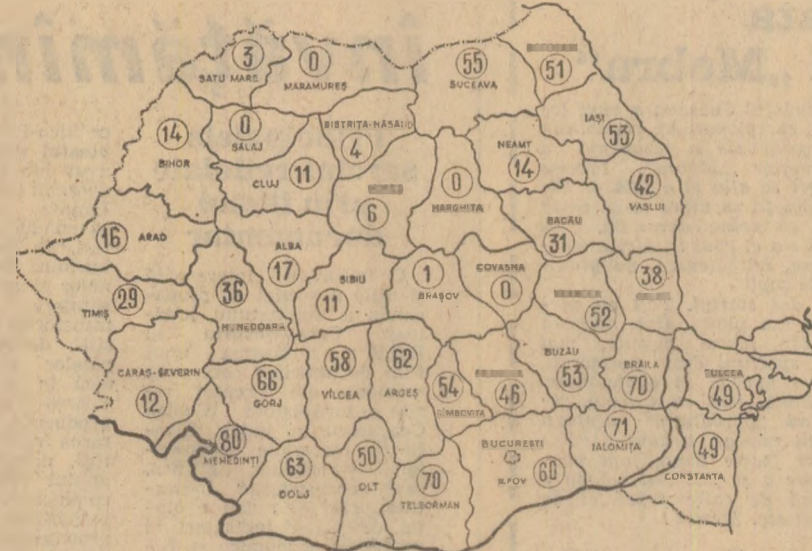 ta
„Metro
3
SATU MARE
0
MARAMUREȘ
55
SUCEAVA
51
14
BIHOR
0
SĂLAJ
BISTRIȚA-NĂSĂUD
4
IAȘI
53
NEAMȚ
14
CLUJ
11
6
0
HARGHITA
42
VASLUI
BACĂU
31
16
ARAD
ALBA
17
SIBIU
11
1
BRAȘOV
COVASNA
0
38
52
29
TIMIȘ
36
HUNEDOARA
CARAȘ-SEVERIN
12
66
GORJ
58
VÎLCEA
62
ARGEȘ
54
DÎMBOVIȚA
46
BUZĂU
53
BRĂILA
70
TULCEA
49
80
MEHEDINȚI
63
DOLJ
50
OLT
70
TELEORMAN
BUCUREȘTI
ILFOV
60
71
IALOMIȚA
49
CONSTANȚA